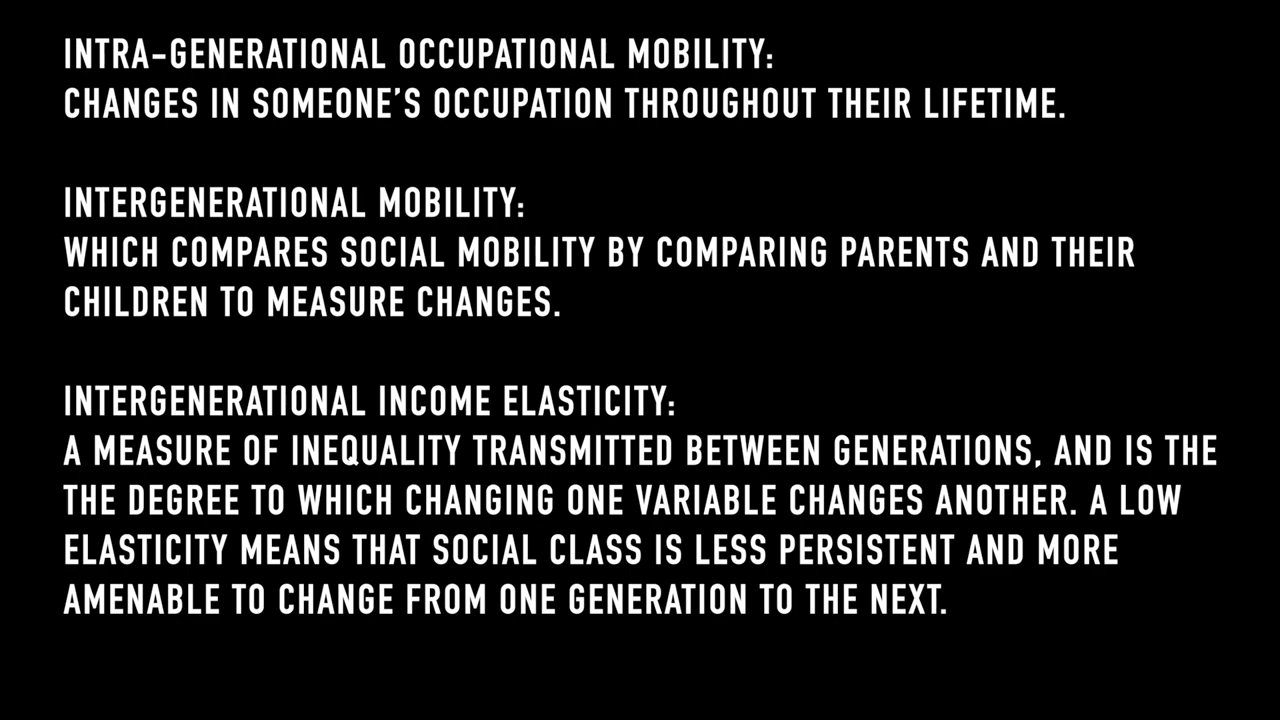 INTRA-GENERATIONAL OCCUPATIONAL MOBILITY:
CHANGES IN SOMEONE'S OCCUPATION THROUGHOUT THEIR LIFETIME.
INTERGENERATIONAL MOBILITY:
WHICH COMPARES SOCIAL MOBILITY BY COMPARING PARENTS AND THEIR
CHILDREN TO MEASURE CHANGES.
INTERGENERATIONAL INCOME ELASTICITY:
A MEASURE OF INEQUALITY TRANSMITTED BETWEEN GENERATIONS, AND IS THE
THE DEGREE TO WHICH CHANGING ONE VARIABLE CHANGES ANOTHER. A LOW
ELASTICITY MEANS THAT SOCIAL CLASS IS LESS PERSISTENT AND MORE
AMENABLE TO CHANGE FROM ONE GENERATION TO THE NEXT.